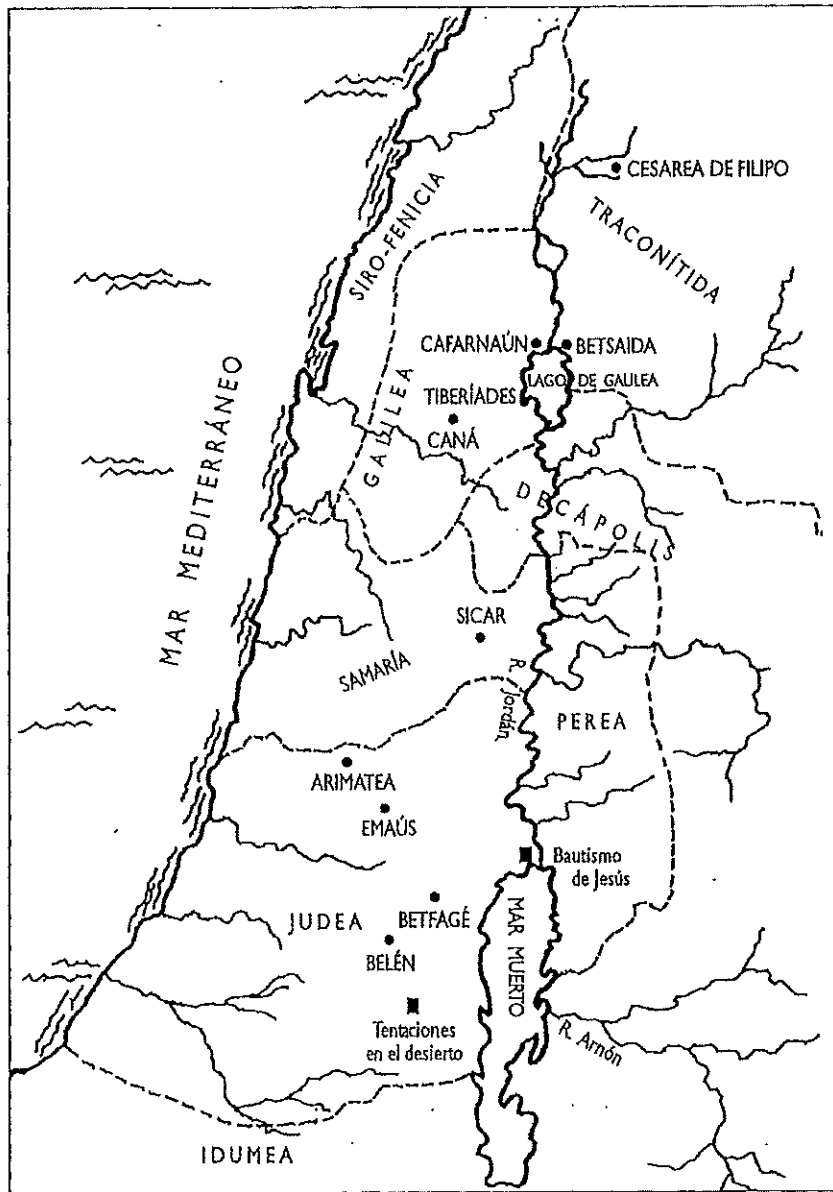 CESAREA DE FILIPO
SIRO-FENICIA
TRACONÍTIDA
CAFARNAÚN
BETSAIDA
LAGO DE GALILEA
TIBERÍADES
CANÁ
GALILEA
MAR MEDITERRÁNEO
DECÁPOLIS
SICAR
SAMARÍA
R. Jordán
PEREA
ARIMATEA
EMAÚS
Bautismo
de Jesús
JUDEA
BETFAGÉ
BELÉN
MAR MUERTO
Tentaciones
en el desierto
R. Arnón
IDUMEA